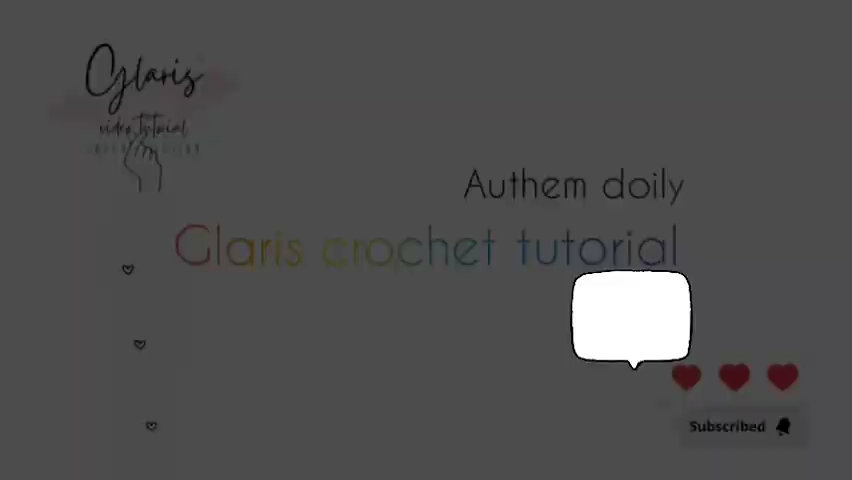 Glaris
video tutorial
Authem doily
Glaris crochet tutorial
Subscribed